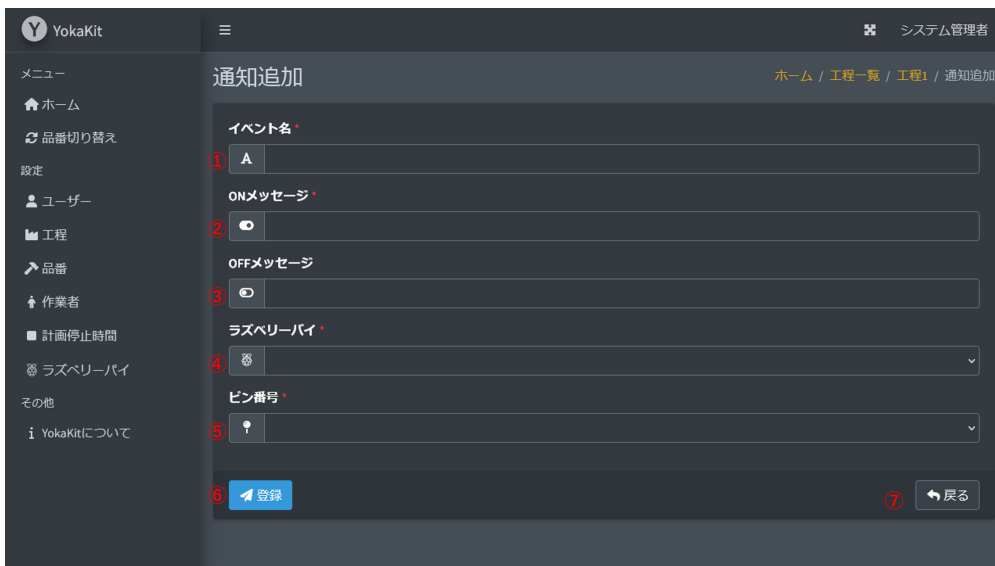 Y YokaKit
システム管理者
メニュー
ホーム
品番切り替え
設定
ユーザー
工程
品番
作業者
計画停止時間
ラズベリーパイ
その他
YokaKitについて
通知追加
ホーム / 工程一覧 / 工程1 / 通知追加
イベント名 *
① A
ONメッセージ *
②
OFFメッセージ
③
ラズベリーパイ *
④
ピン番号 *
⑤
⑥ 登録
⑦ 戻る